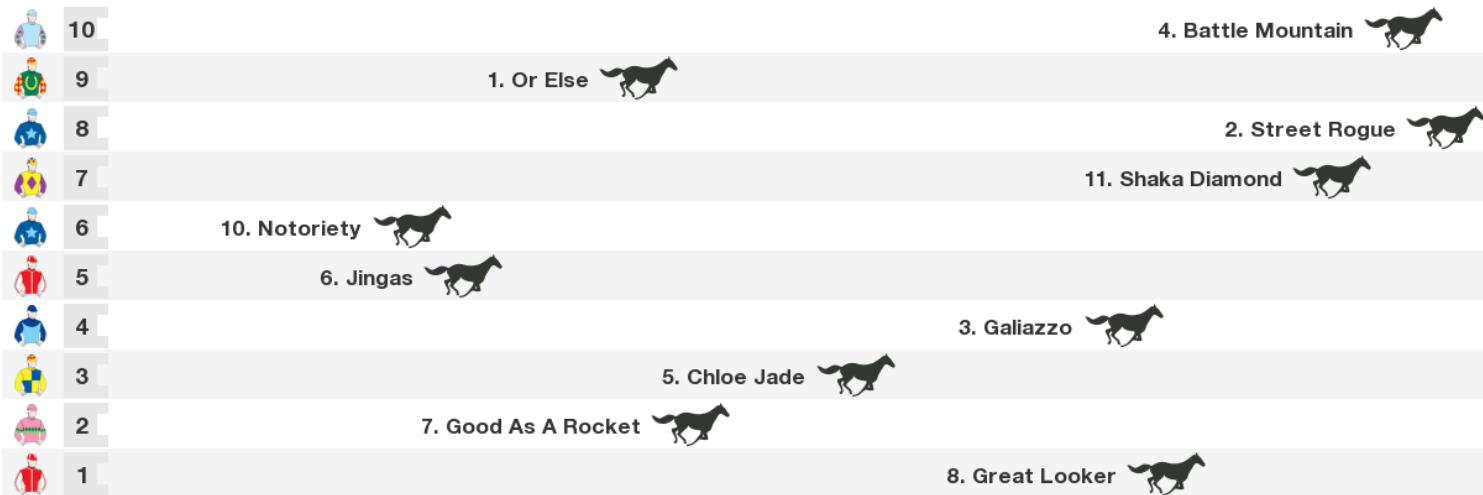 10 4. Battle Mountain
9 1. Or Else
8 2. Street Rogue
7 11. Shaka Diamond
6 10. Notoriety
5 6. Jingas
4 3. Galiazzo
3 5. Chloe Jade
2 7. Good As A Rocket
1 8. Great Looker